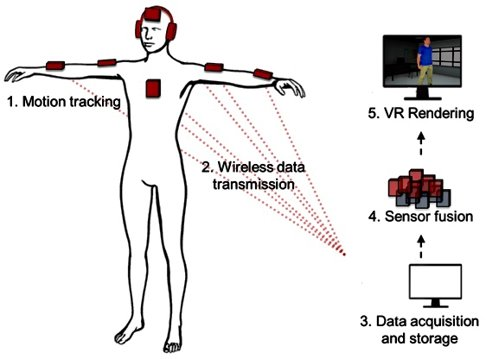 1. Motion tracking
2. Wireless data
transmission
5. VR Rendering
4. Sensor fusion
3. Data acquisition
and storage